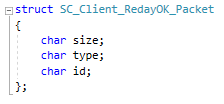 struct SC_Client_RedayOK_Packet
{
    char size;
    char type;
    char id;
};